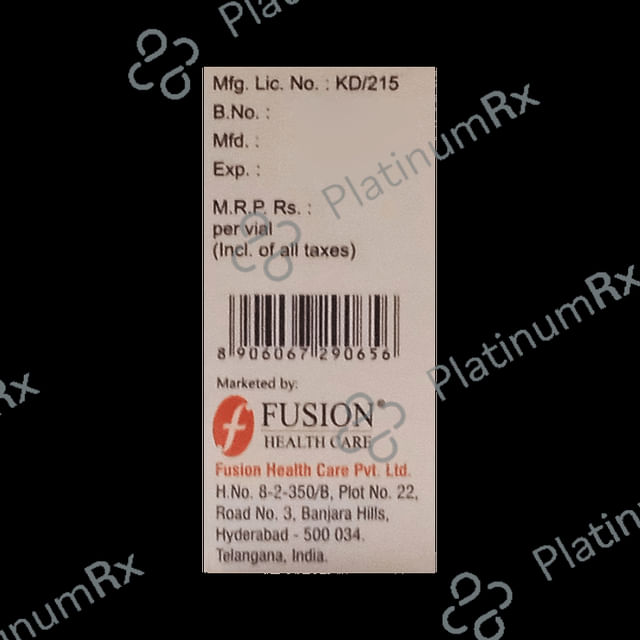 PlatinumRx
Mfg. Lic. No. : KD/215
B.No. :
Mfd. :
Exp. :
M.R.P. Rs. :
per vial
(Incl. of all taxes)
PlatinumRx
8 906067 290656
Marketed by:
FUSION®
HEALTH CARE
Fusion Health Care Pvt. Ltd.
H.No. 8-2-350/8, Plot No. 22,
Road No. 3, Banjara Hills,
Hyderabad - 500 034.
Telangana, India.
PlatinumRx
PlatinumRx